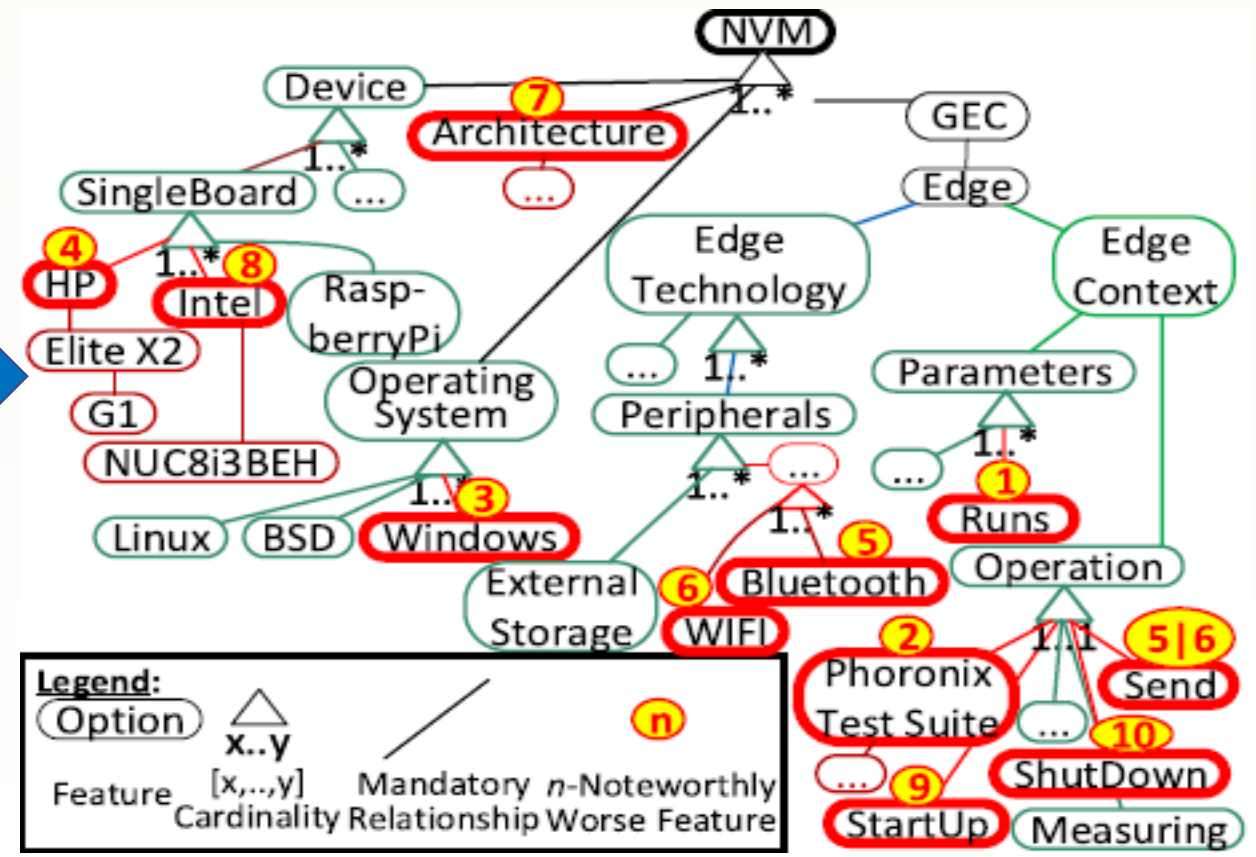 NVM
1..*
Device
1..*
7
Architecture
...
GEC
Edge
SingleBoard
...
1..*
4
HP
8
Intel
Rasp-
berryPi
Elite X2
G1
NUC8i3BEH
Operating
System
1..*
3
Linux
BSD
Windows
Edge
Technology
...
1..*
Peripherals
1..*
...
1..*
5
Bluetooth
6
WIFI
External
Storage
Edge
Context
Parameters
1..*
...
1
Runs
Operation
1..1
2
Phoronix
Test Suite
...
5|6
Send
...
10
ShutDown
9
StartUp
Measuring
Legend:
Option
x..y
n
Feature
[x,..,y]
Cardinality
Mandatory
Relationship
n-Noteworthly
Worse Feature